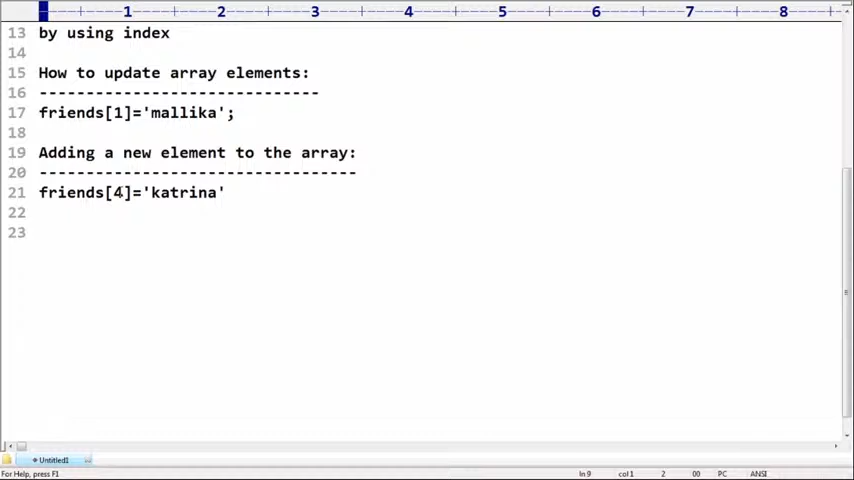 1 2 3 4 5 6 7 8
13 by using index
14
15 How to update array elements:
16 ------------------------------
17 friends[1]='mallika';
18
19 Adding a new element to the array:
20 ----------------------------------
21 friends[4]='katrina'
22
23
Untitled1
For Help, press F1 ln 9 col 1 2 00 PC ANSI